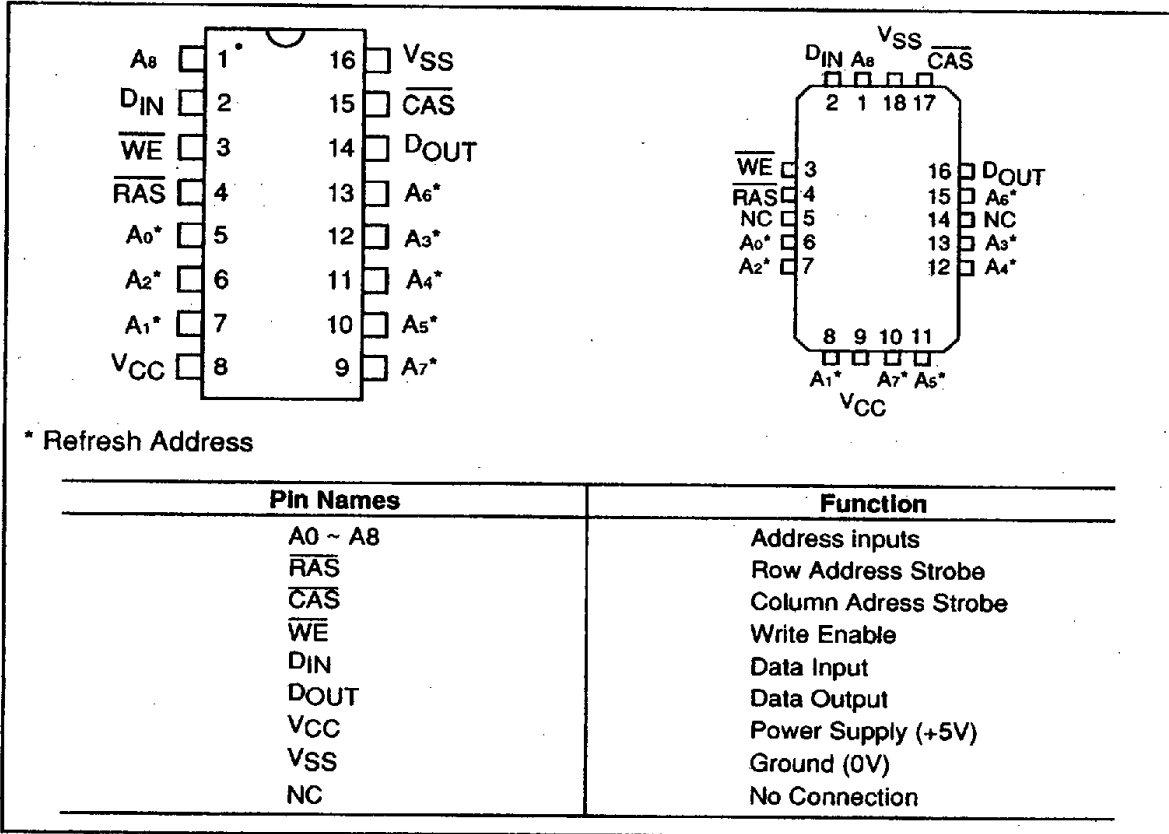 A8 1 16 VSS
DIN 2 15 CAS
WE 3 14 DOUT
RAS 4 13 A6*
A0* 5 12 A3*
A2* 6 11 A4*
A1* 7 10 A5*
VCC 8 9 A7*
VSS
DIN A8 CAS
2 1 18 17
WE 3 16 DOUT
RAS 4 15 A6*
NC 5 14 NC
A0* 6 13 A3*
A2* 7 12 A4*
8 9 10 11
A1* A7* A5*
VCC
* Refresh Address
Pin Names Function
A0 ~ A8 Address inputs
RAS Row Address Strobe
CAS Column Adress Strobe
WE Write Enable
DIN Data Input
DOUT Data Output
VCC Power Supply (+5V)
VSS Ground (0V)
NC No Connection